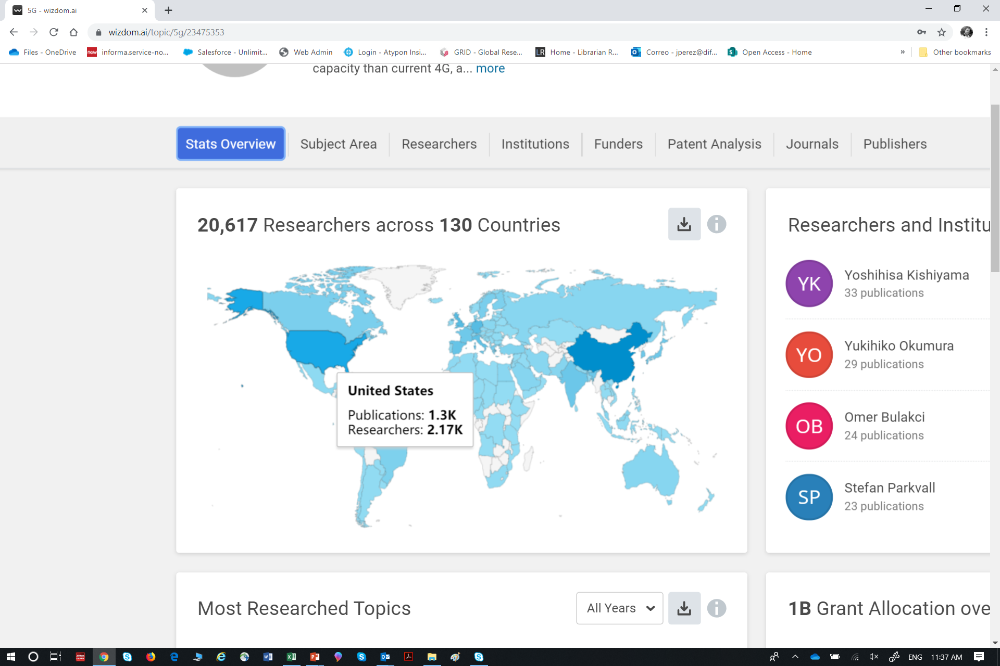 5G - wizdom.ai
wizdom.ai/topic/5g/23475353
Files - OneDrive
now
informa.service-no...
Salesforce - Unlimit...
Web Admin
Login - Atypon Insi...
GRID - Global Rese...
LR
Home - Librarian R...
Correo - jperez@dif...
Open Access - Home
»
Other bookmarks
capacity than current 4G, a... more
Stats Overview
Subject Area
Researchers
Institutions
Funders
Patent Analysis
Journals
Publishers
20,617 Researchers across 130 Countries
United States
Publications: 1.3K
Researchers: 2.17K
Researchers and Institu
YK
Yoshihisa Kishiyama
33 publications
YO
Yukihiko Okumura
29 publications
OB
Omer Bulakci
24 publications
SP
Stefan Parkvall
23 publications
Most Researched Topics
All Years
1B Grant Allocation ove
ENG
11:37 AM